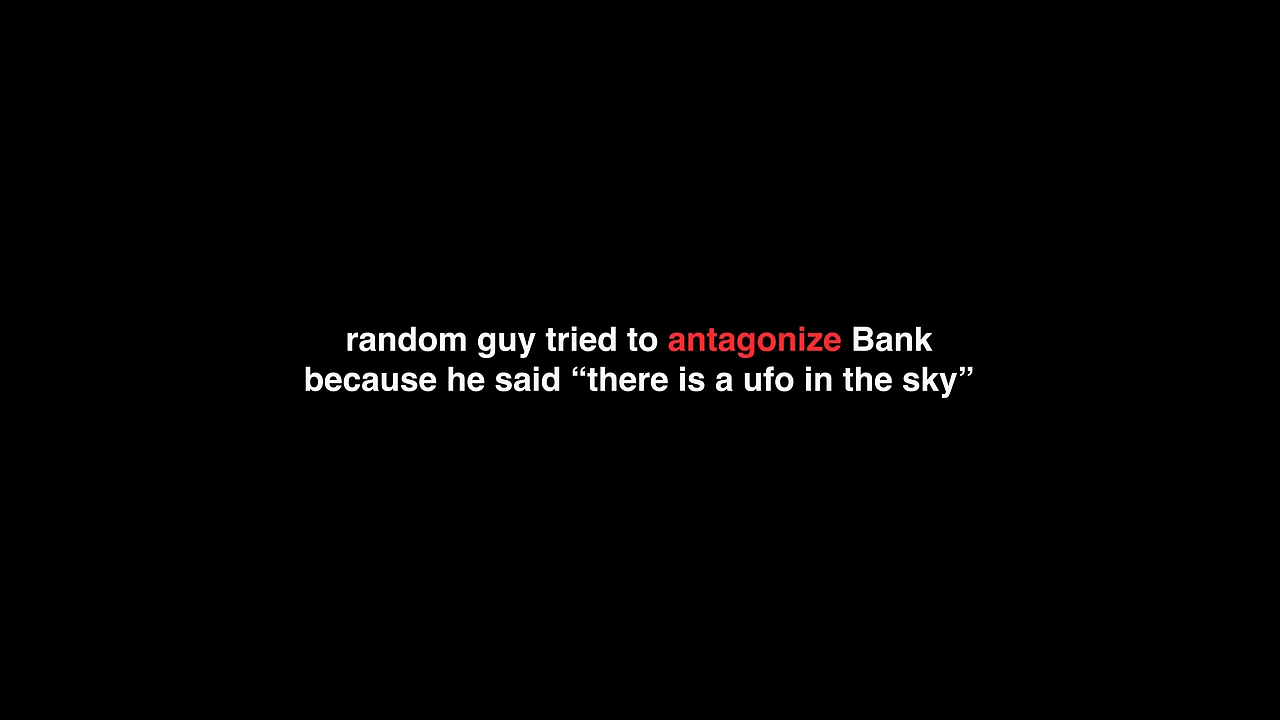 random guy tried to antagonize Bank
because he said “there is a ufo in the sky”